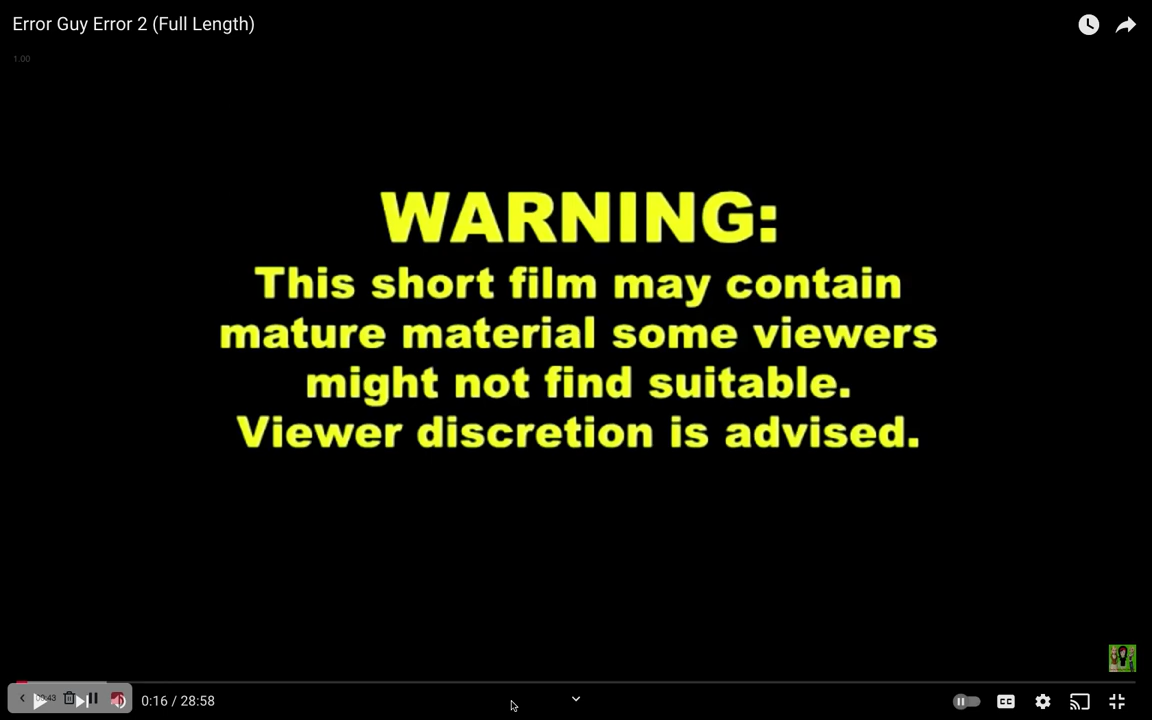 Error Guy Error 2 (Full Length)
1.00
WARNING:
This short film may contain
mature material some viewers
might not find suitable.
Viewer discretion is advised.
0:16 / 28:58
CC